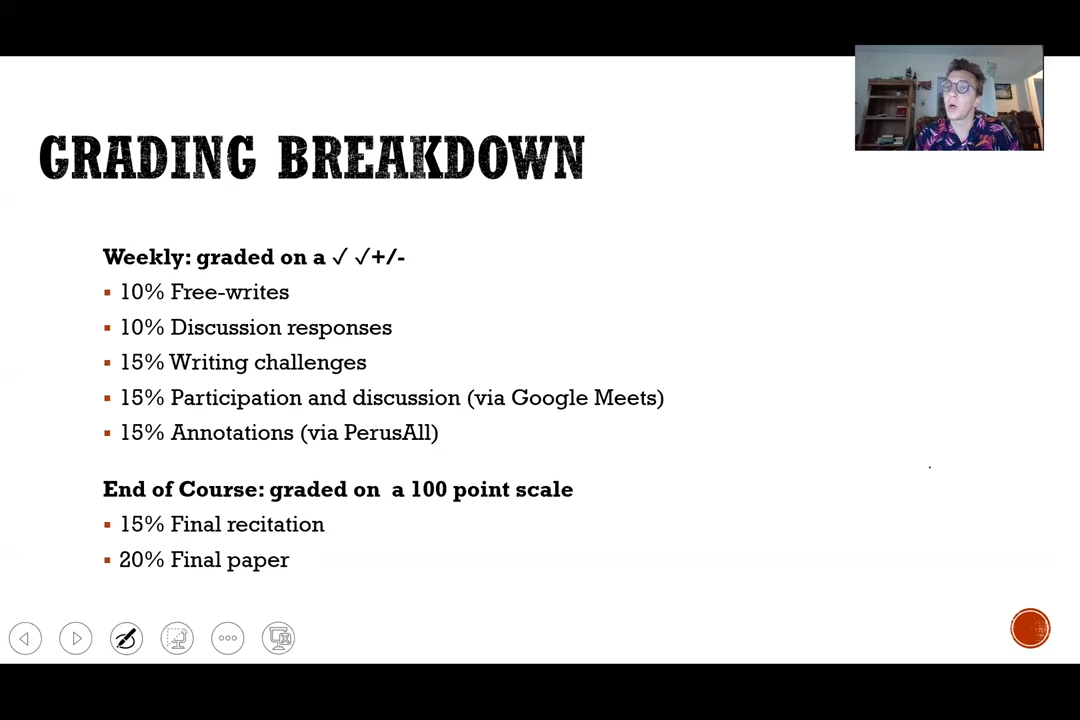 GRADING BREAKDOWN
Weekly: graded on a ✓ ✓+/-
▪ 10% Free-writes
▪ 10% Discussion responses
▪ 15% Writing challenges
▪ 15% Participation and discussion (via Google Meets)
▪ 15% Annotations (via PerusAll)
End of Course: graded on  a 100 point scale
▪ 15% Final recitation
▪ 20% Final paper